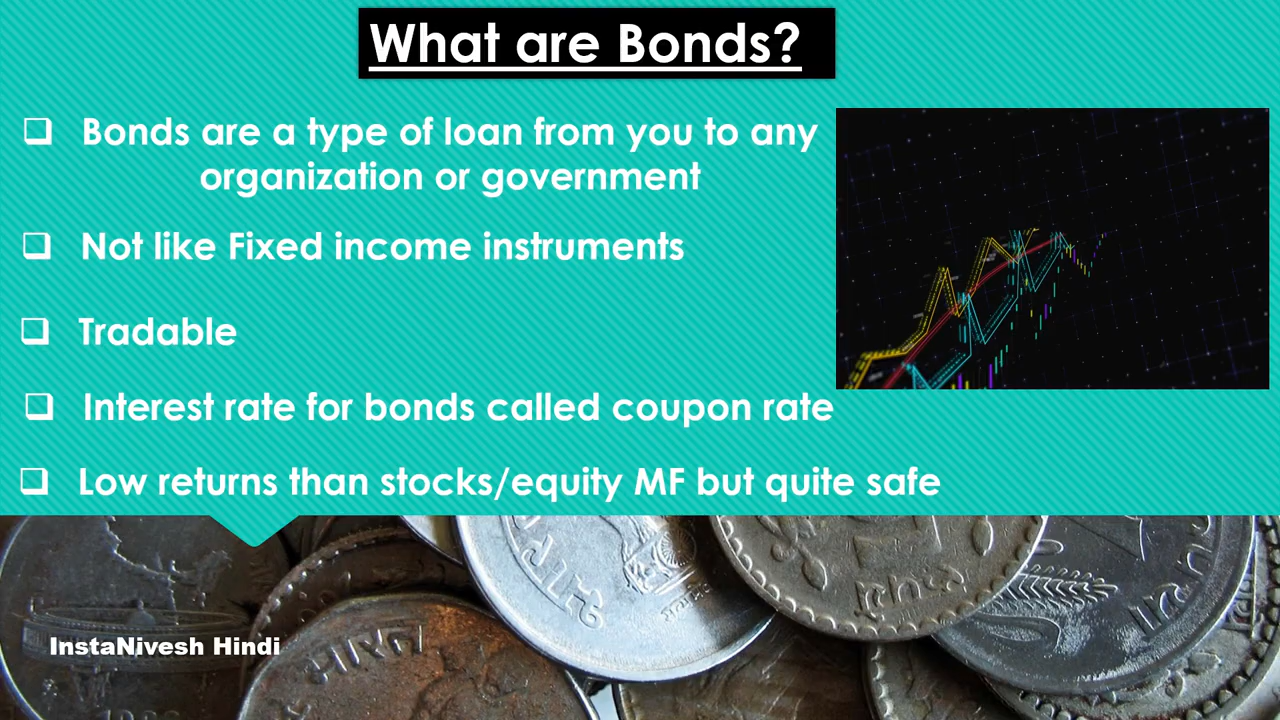 What are Bonds?
Bonds are a type of loan from you to any
organization or government
Not like Fixed income instruments
Tradable
Interest rate for bonds called coupon rate
Low returns than stocks/equity MF but quite safe
InstaNivesh Hindi